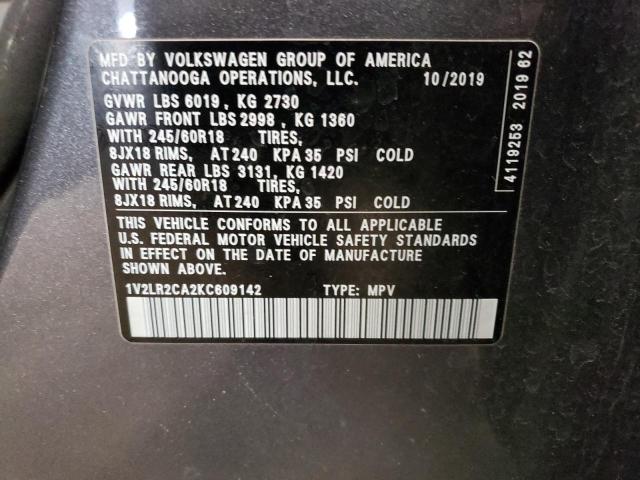 MFD BY VOLKSWAGEN GROUP OF AMERICA
CHATTANOOGA OPERATIONS, LLC. 10/2019
GVWR LBS 6019, KG 2730
GAWR FRONT LBS 2998, KG 1360
WITH 245/60R18 TIRES,
8JX18 RIMS, AT 240 KPA 35 PSI COLD
GAWR REAR LBS 3131, KG 1420
WITH 245/60R18 TIRES,
8JX18 RIMS, AT 240 KPA 35 PSI COLD
THIS VEHICLE CONFORMS TO ALL APPLICABLE
U.S. FEDERAL MOTOR VEHICLE SAFETY STANDARDS
IN EFFECT ON THE DATE OF MANUFACTURE
SHOWN ABOVE.
1V2LR2CA2KC609142 TYPE: MPV
4119253 2019 62